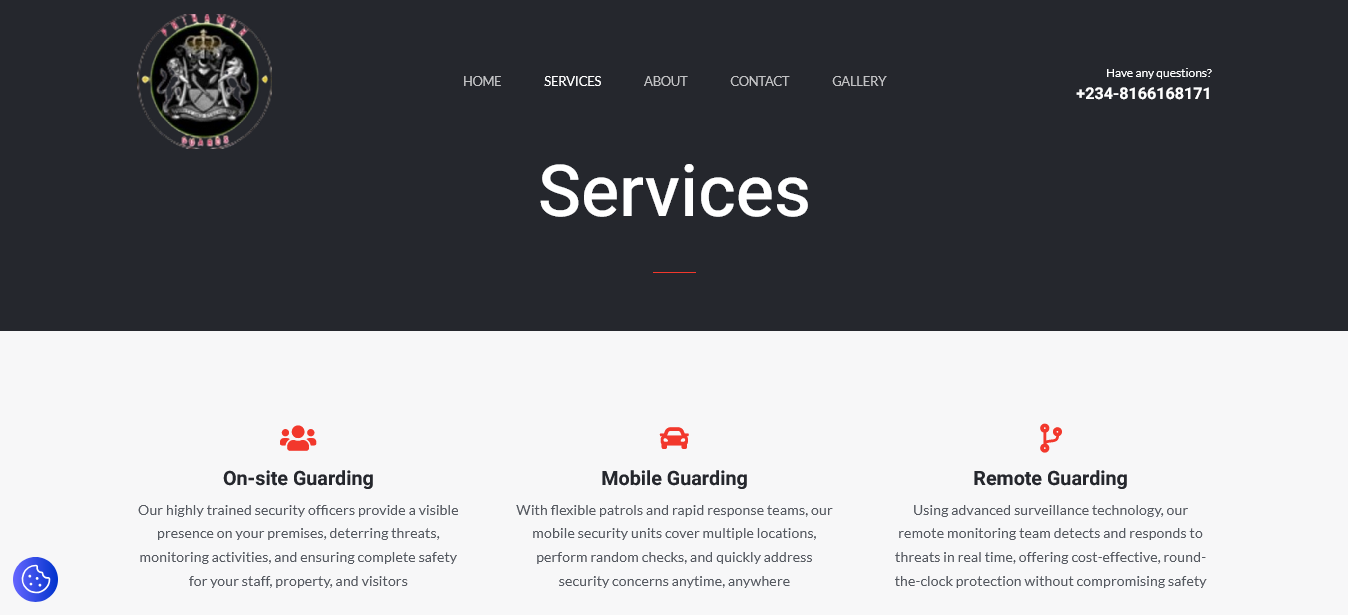 HOME
SERVICES
ABOUT
CONTACT
GALLERY
Have any questions?
+234-8166168171
Services
On-site Guarding
Our highly trained security officers provide a visible
presence on your premises, deterring threats,
monitoring activities, and ensuring complete safety
for your staff, property, and visitors
Mobile Guarding
With flexible patrols and rapid response teams, our
mobile security units cover multiple locations,
perform random checks, and quickly address
security concerns anytime, anywhere
Remote Guarding
Using advanced surveillance technology, our
remote monitoring team detects and responds to
threats in real time, offering cost-effective, round-
the-clock protection without compromising safety